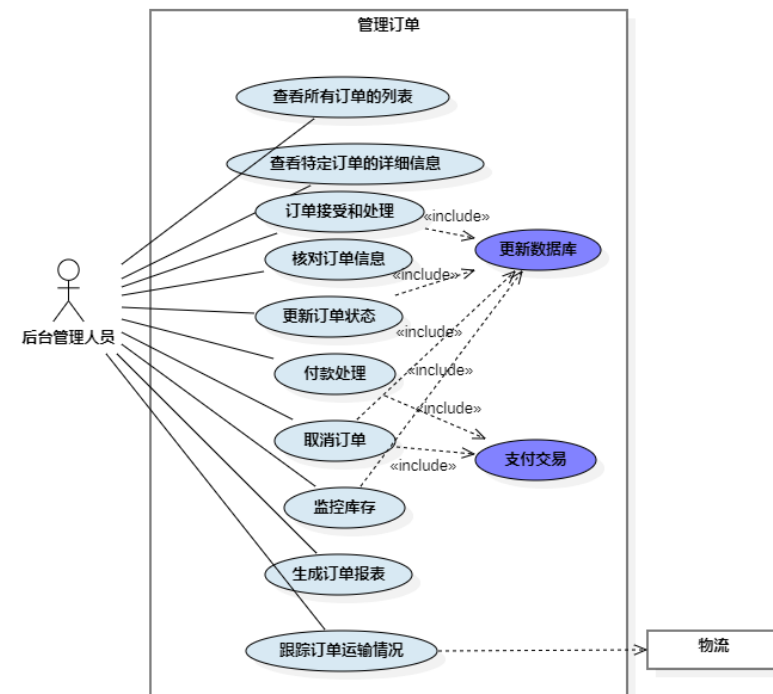 管理订单
查看所有订单的列表
查看特定订单的详细信息
订单接受和处理
«include»
更新数据库
核对订单信息
«include»
后台管理人员
更新订单状态
«include»
付款处理
«include»
«include»
取消订单
«include»
支付交易
监控库存
生成订单报表
跟踪订单运输情况
物流